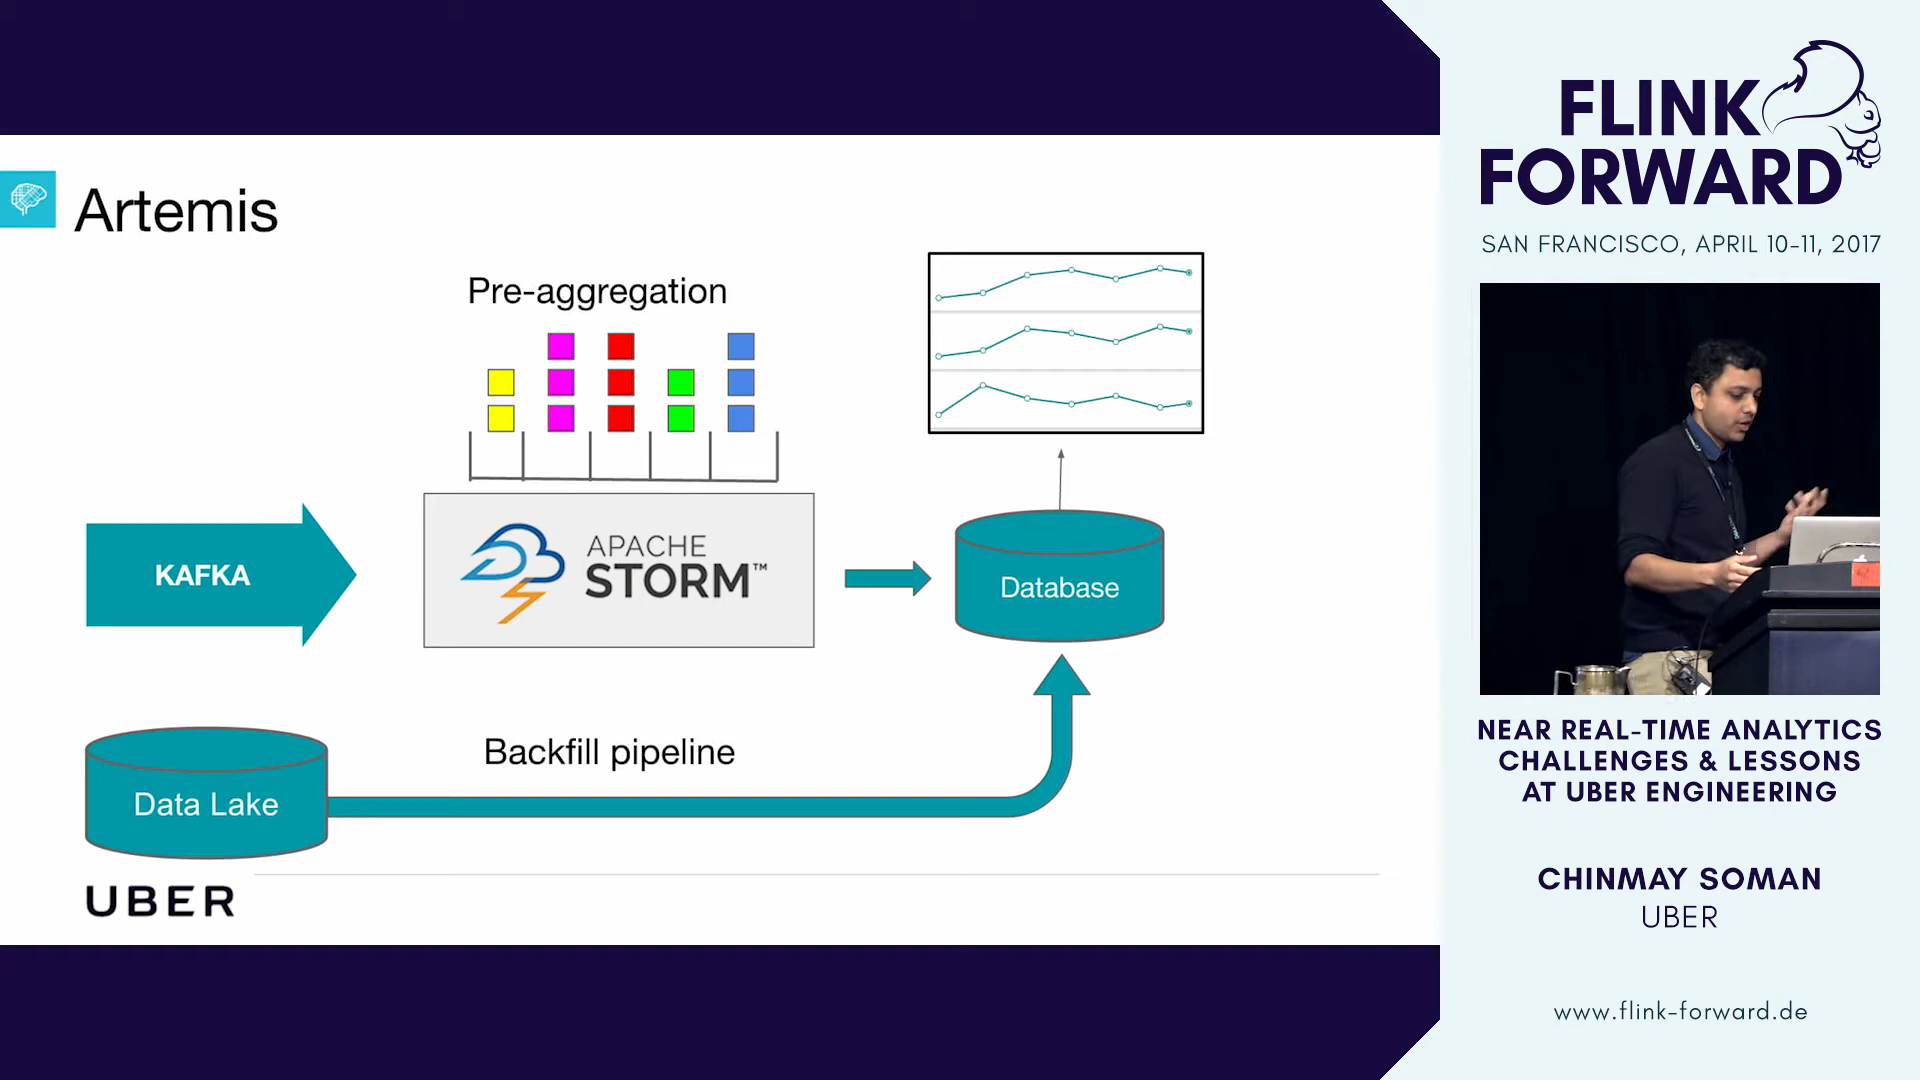 Artemis
Pre-aggregation
KAFKA
APACHE
STORM™
Database
Backfill pipeline
Data Lake
UBER
FLINK
FORWARD
SAN FRANCISCO, APRIL 10-11, 2017
NEAR REAL-TIME ANALYTICS
CHALLENGES & LESSONS
AT UBER ENGINEERING
CHINMAY SOMAN
UBER
www.flink-forward.de